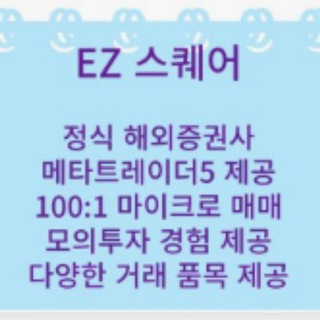 EZ 스퀘어
정식 해외증권사
메타트레이더5 제공
100:1 마이크로 매매
모의투자 경험 제공
다양한 거래 품목 제공